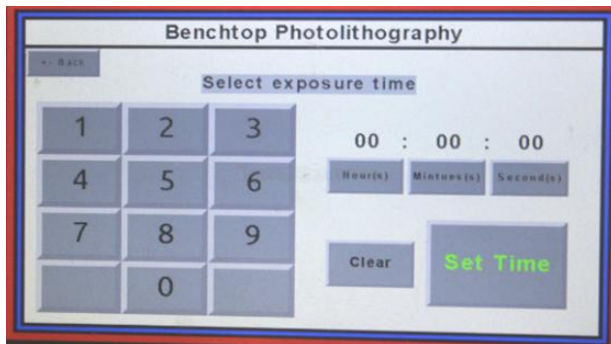 Benchtop Photolithography
<- Back
Select exposure time
1 2 3
00 : 00 : 00
4 5 6
Hour(s) Mintues(s) Second(s)
7 8 9
Clear Set Time
0